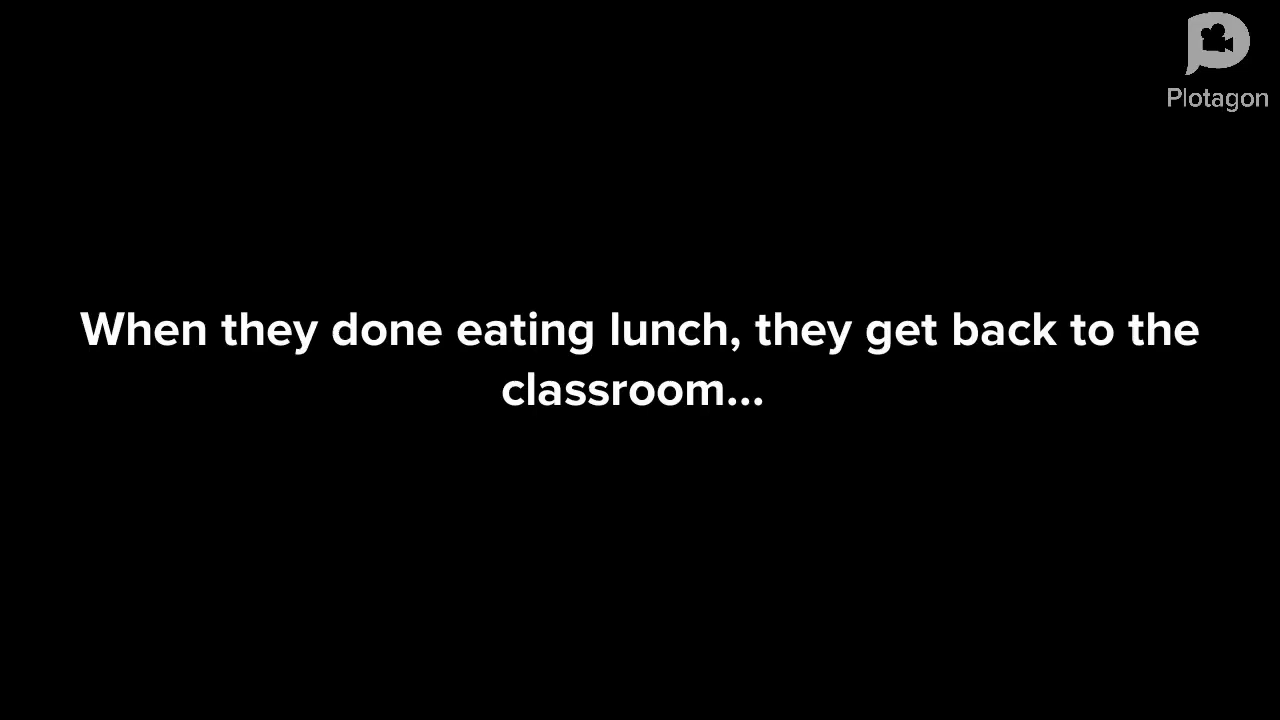 Plotagon
When they done eating lunch, they get back to the
classroom...